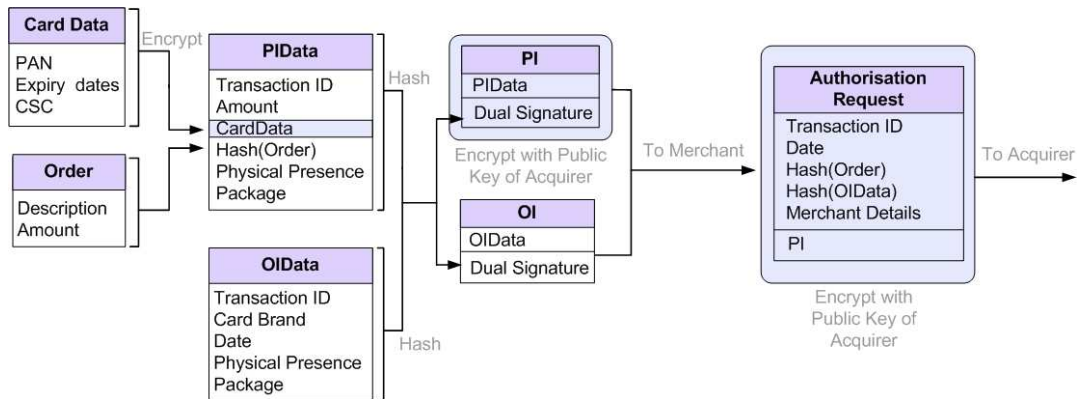 Card Data
PAN
Expiry dates
CSC
Encrypt
Order
Description
Amount
PIData
Transaction ID
Amount
CardData
Hash(Order)
Physical Presence
Package
Hash
OIData
Transaction ID
Card Brand
Date
Physical Presence
Package
Hash
PI
PIData
Dual Signature
Encrypt with Public
Key of Acquirer
OI
OIData
Dual Signature
To Merchant
Authorisation
Request
Transaction ID
Date
Hash(Order)
Hash(OIData)
Merchant Details
PI
Encrypt with
Public Key of
Acquirer
To Acquirer